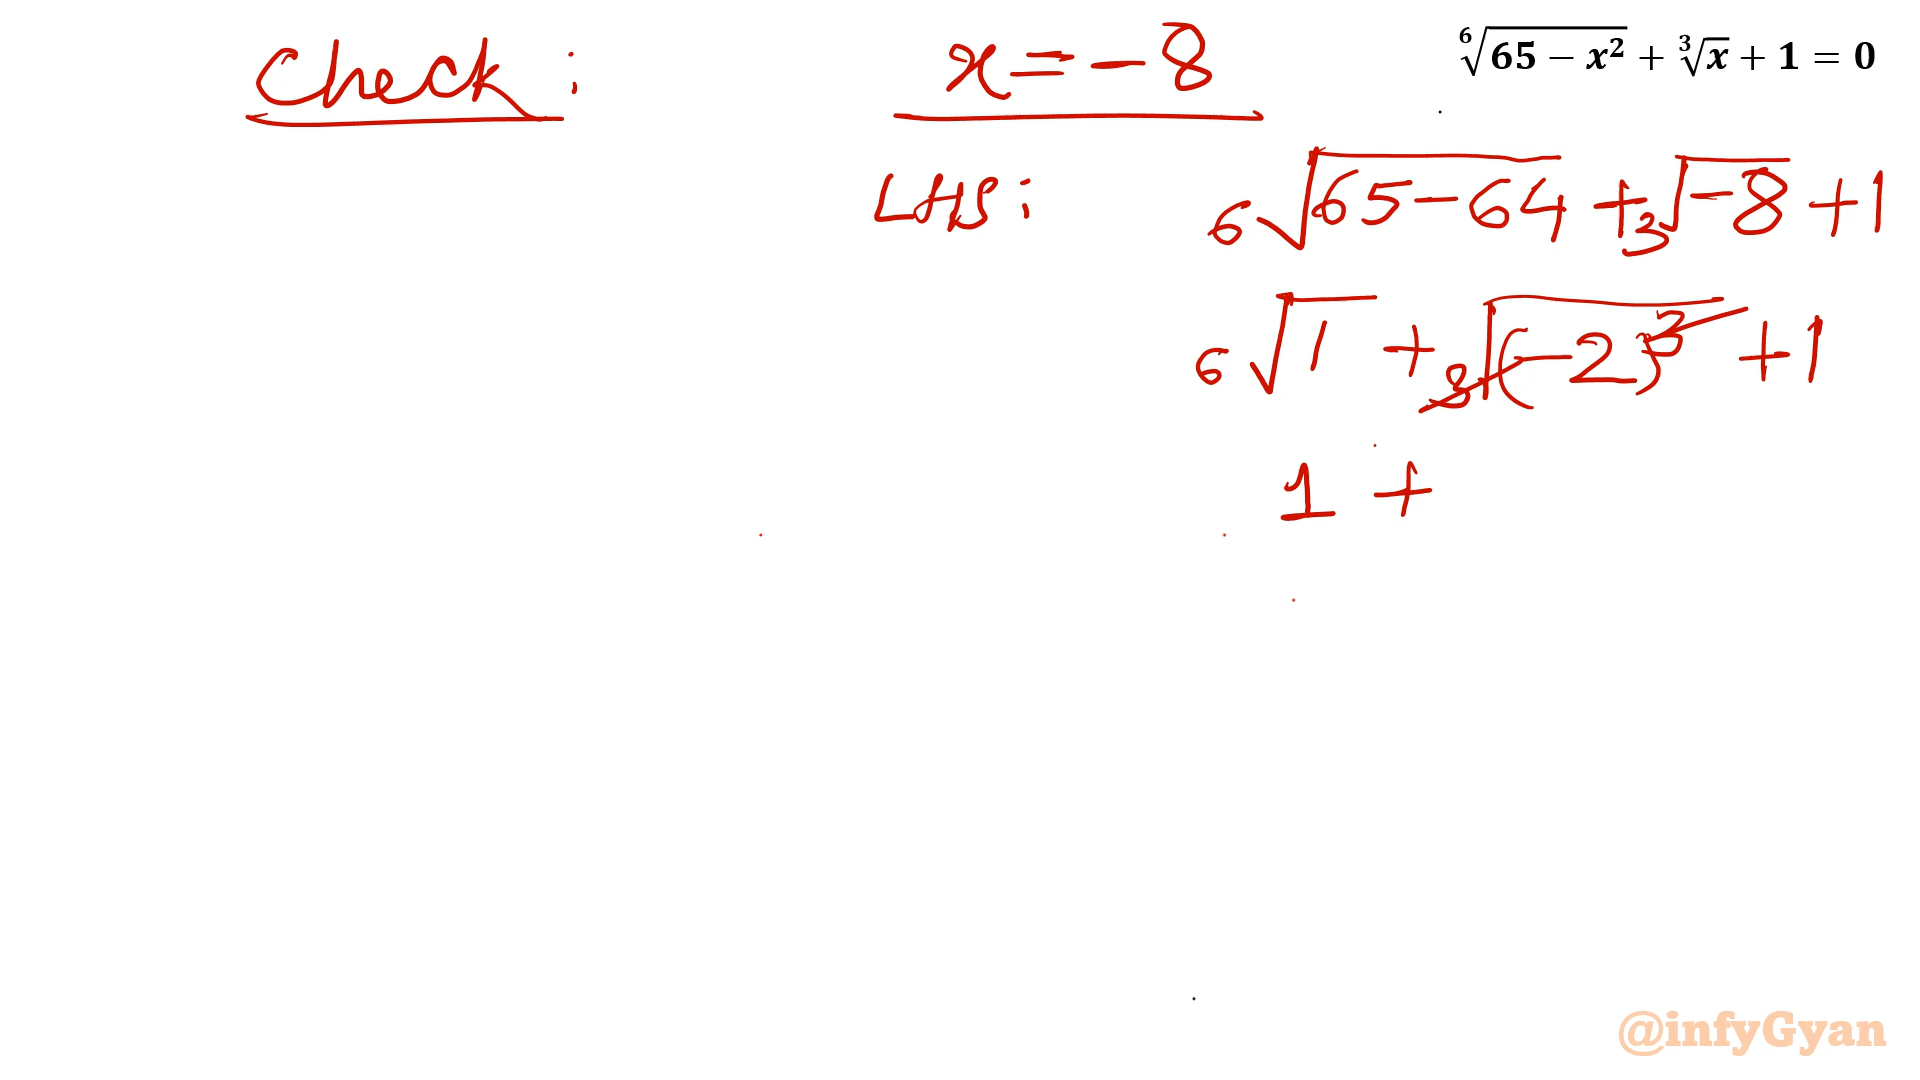 Check : x = -8 ⁶√(65 − x²) + ³√x + 1 = 0
LHS : 6√(65-64) + 3√(-8) + 1
6√1 + 3√((-2)³) + 1
1 +
@infyGyan